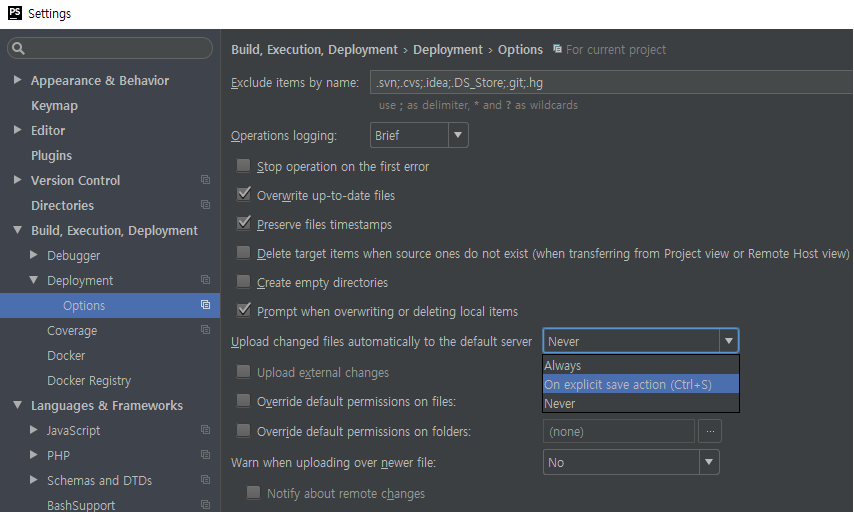 PS Settings
Appearance & Behavior
Keymap
Editor
Plugins
Version Control
Directories
Build, Execution, Deployment
Debugger
Deployment
Options
Coverage
Docker
Docker Registry
Languages & Frameworks
JavaScript
PHP
Schemas and DTDs
BashSupport
Build, Execution, Deployment › Deployment › Options For current project
Exclude items by name: .svn;.cvs;.idea;.DS_Store;.git;.hg
use ; as delimiter, * and ? as wildcards
Operations logging: Brief
Stop operation on the first error
Overwrite up-to-date files
Preserve files timestamps
Delete target items when source ones do not exist (when transferring from Project view or Remote Host view)
Create empty directories
Prompt when overwriting or deleting local items
Upload changed files automatically to the default server Never
Always
On explicit save action (Ctrl+S)
Never
Upload external changes
Override default permissions on files:
Override default permissions on folders: (none) ...
Warn when uploading over newer file: No
Notify about remote changes